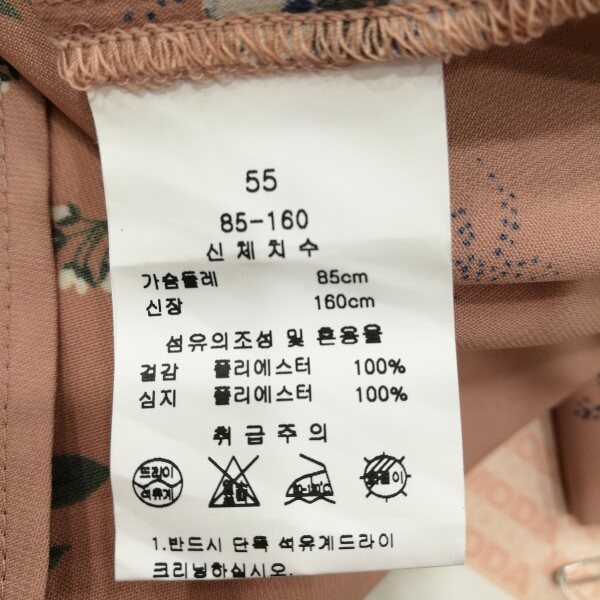 55
85-160
신체치수
가슴둘레 85cm
신장 160cm
섬유의조성 및 혼용율
겉감 폴리에스터 100%
심지 폴리에스터 100%
취급주의
드라이
석유계
1.반드시 단독 석유계드라이
크리닝하실시오.